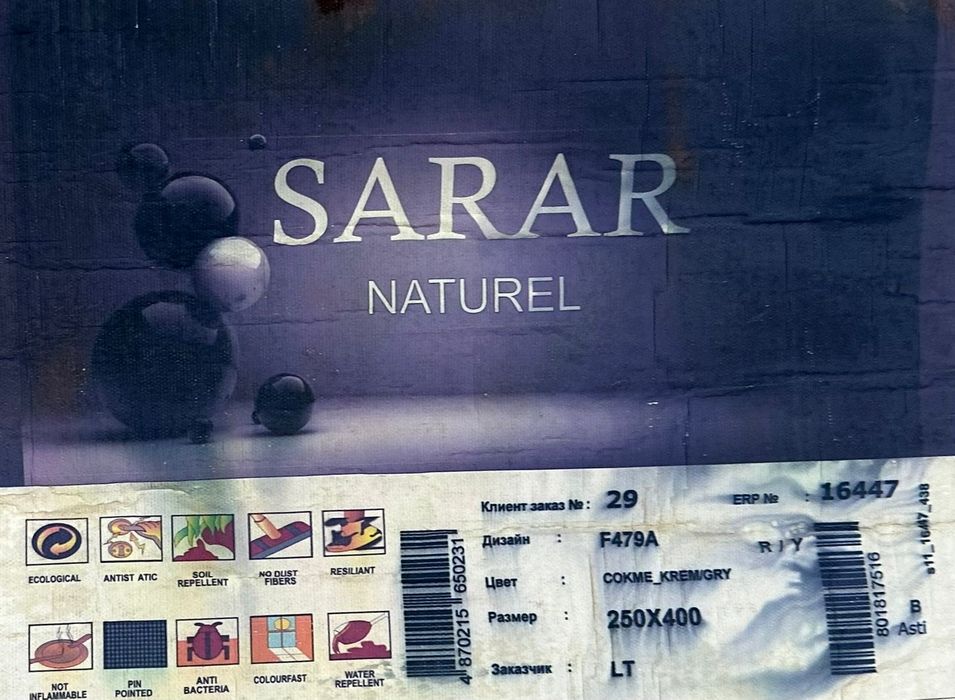 SARAR
NATUREL
ECOLOGICAL
ANTIST ATIC
SOIL
REPELLENT
NO DUST
FIBERS
RESILIANT
NOT
INFLAMMABLE
PIN
POINTED
ANTI
BACTERIA
COLOURFAST
WATER
REPELLENT
4 870215 650231
Клиент заказ № : 29
ERP № : 16447
Дизайн : F479A
R / Y
Цвет : COKME_KREM/GRY
Размер : 250X400
Заказчик : LT
801817516
B
Asti